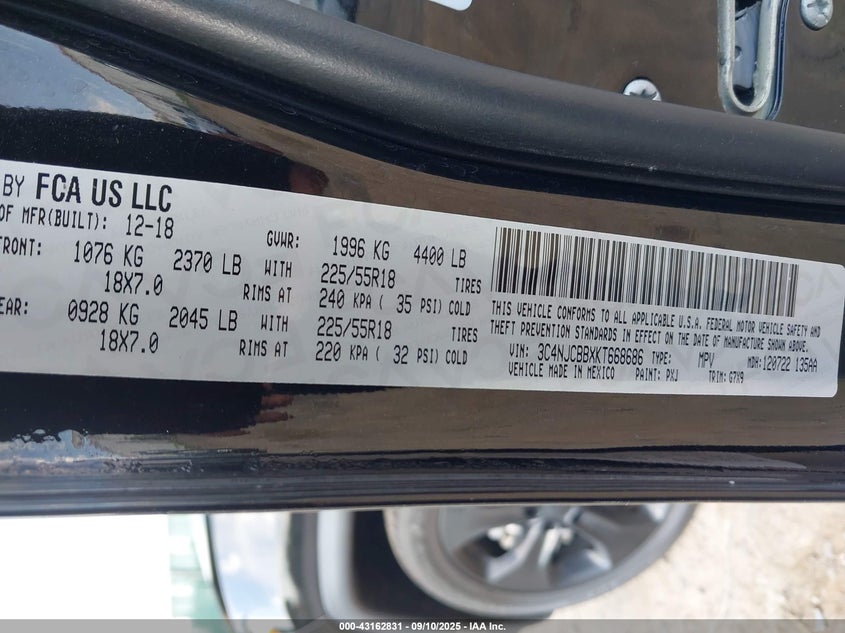 BY FCA US LLC
OF MFR(BUILT): 12-18 GVWR: 1996 KG 4400 LB
FRONT: 1076 KG 2370 LB WITH 225/55R18 TIRES
18X7.0 RIMS AT 240 KPA ( 35 PSI) COLD
EAR: 0928 KG 2045 LB WITH 225/55R18 TIRES
18X7.0 RIMS AT 220 KPA ( 32 PSI) COLD
THIS VEHICLE CONFORMS TO ALL APPLICABLE U.S.A. FEDERAL MOTOR VEHICLE SAFETY AND
THEFT PREVENTION STANDARDS IN EFFECT ON THE DATE OF MANUFACTURE SHOWN ABOVE.
VIN: 3C4NJCBBXKT668686 TYPE: MPV MDH:120722 135AA
VEHICLE MADE IN MEXICO PAINT: PXJ TRIM: G7X9
000-43162831 - 09/10/2025 - IAA Inc.